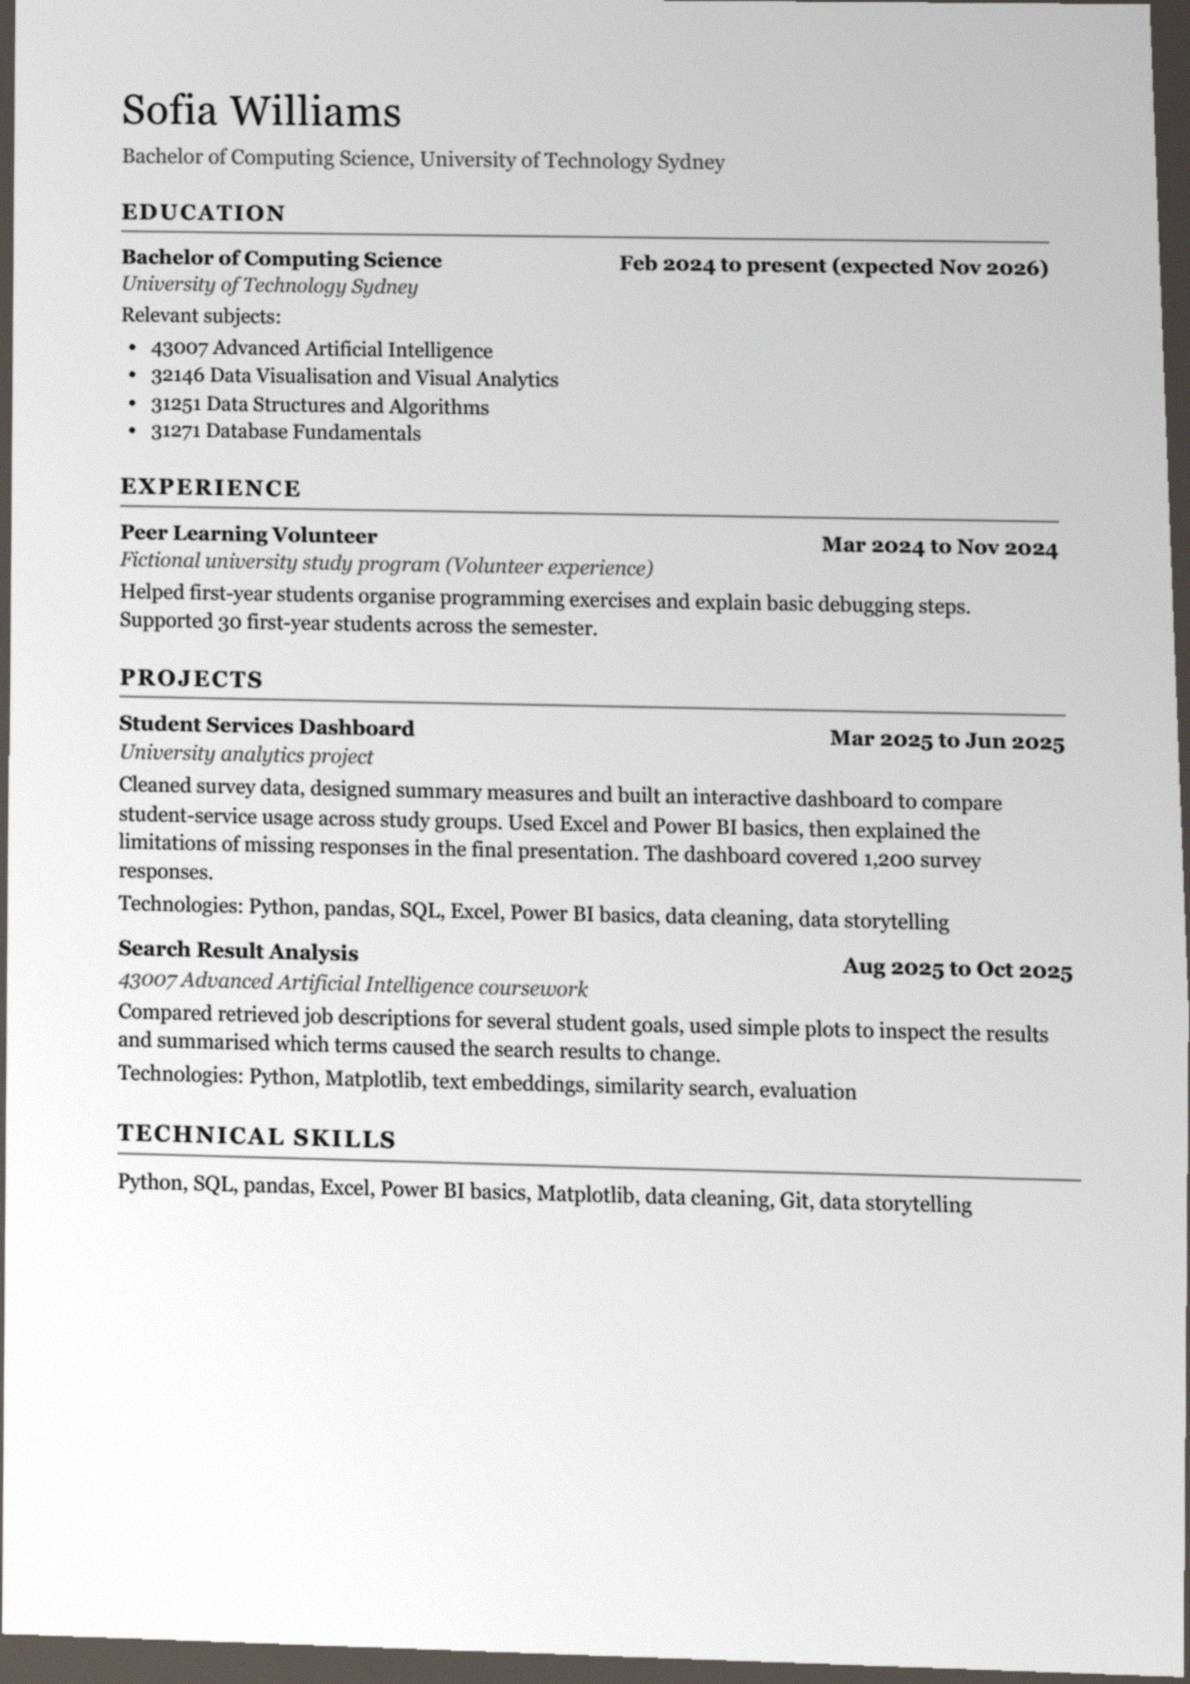 Sofia Williams
Bachelor of Computing Science, University of Technology Sydney
EDUCATION
Bachelor of Computing Science Feb 2024 to present (expected Nov 2026)
University of Technology Sydney
Relevant subjects:
• 43007 Advanced Artificial Intelligence
• 32146 Data Visualisation and Visual Analytics
• 31251 Data Structures and Algorithms
• 31271 Database Fundamentals
EXPERIENCE
Peer Learning Volunteer Mar 2024 to Nov 2024
Fictional university study program (Volunteer experience)
Helped first-year students organise programming exercises and explain basic debugging steps.
Supported 30 first-year students across the semester.
PROJECTS
Student Services Dashboard Mar 2025 to Jun 2025
University analytics project
Cleaned survey data, designed summary measures and built an interactive dashboard to compare
student-service usage across study groups. Used Excel and Power BI basics, then explained the
limitations of missing responses in the final presentation. The dashboard covered 1,200 survey
responses.
Technologies: Python, pandas, SQL, Excel, Power BI basics, data cleaning, data storytelling
Search Result Analysis Aug 2025 to Oct 2025
43007 Advanced Artificial Intelligence coursework
Compared retrieved job descriptions for several student goals, used simple plots to inspect the results
and summarised which terms caused the search results to change.
Technologies: Python, Matplotlib, text embeddings, similarity search, evaluation
TECHNICAL SKILLS
Python, SQL, pandas, Excel, Power BI basics, Matplotlib, data cleaning, Git, data storytelling